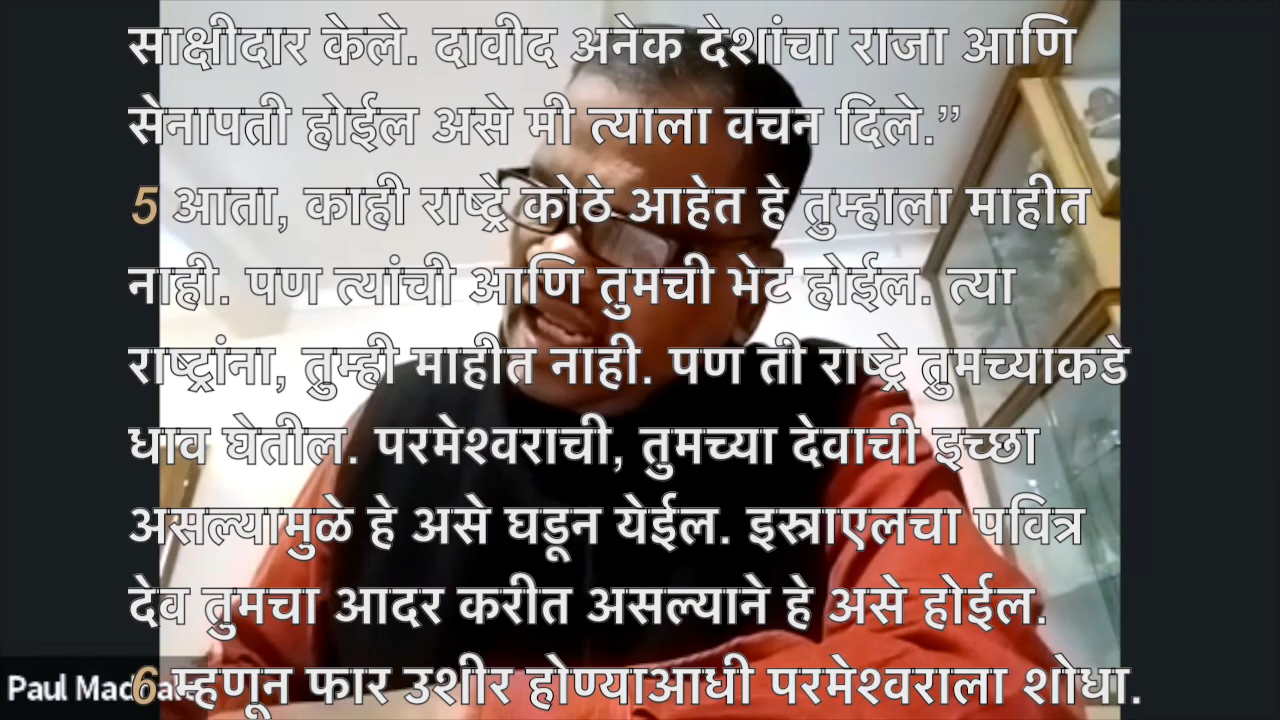 साक्षीदार केले. दावीद अनेक देशांचा राजा आणि
सेनापती होईल असे मी त्याला वचन दिले.”
5 आता, काही राष्ट्रे कोठे आहेत हे तुम्हाला माहीत
नाही. पण त्यांची आणि तुमची भेट होईल. त्या
राष्ट्रांना, तुम्ही माहीत नाही. पण ती राष्ट्रे तुमच्याकडे
धाव घेतील. परमेश्वराची, तुमच्या देवाची इच्छा
असल्यामुळे हे असे घडून येईल. इस्राएलचा पवित्र
देव तुमचा आदर करीत असल्याने हे असे होईल.
6 म्हणून फार उशीर होण्याआधी परमेश्वराला शोधा.
Paul